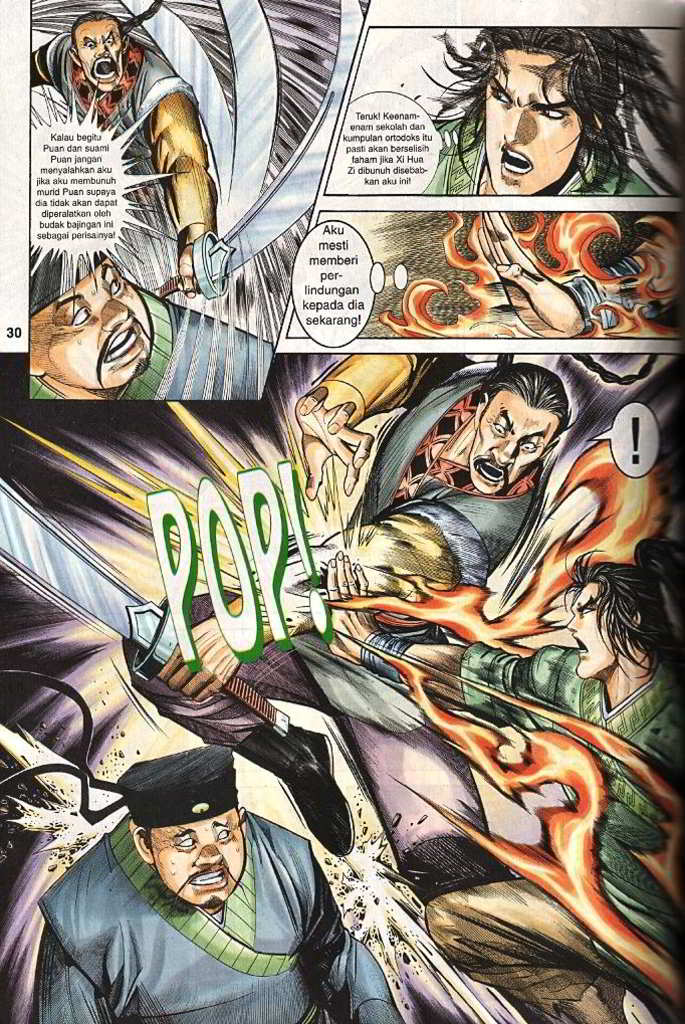 Kalau begitu
Puan dan suami
Puan jangan
menyalahkan aku
jika aku membunuh
murid Puan supaya
dia tidak akan dapat
diperalatkan oleh
budak bajingan ini
sebagai perisainya!
Teruk! Keenam-
enam sekolah dan
kumpulan ortodoks itu
pasti akan berselisih
faham jika Xi Hua
Zi dibunuh disebab-
kan aku ini!
Aku
mesti
memberi
per-
lindungan
kepada dia
sekarang!
30
!
POP!